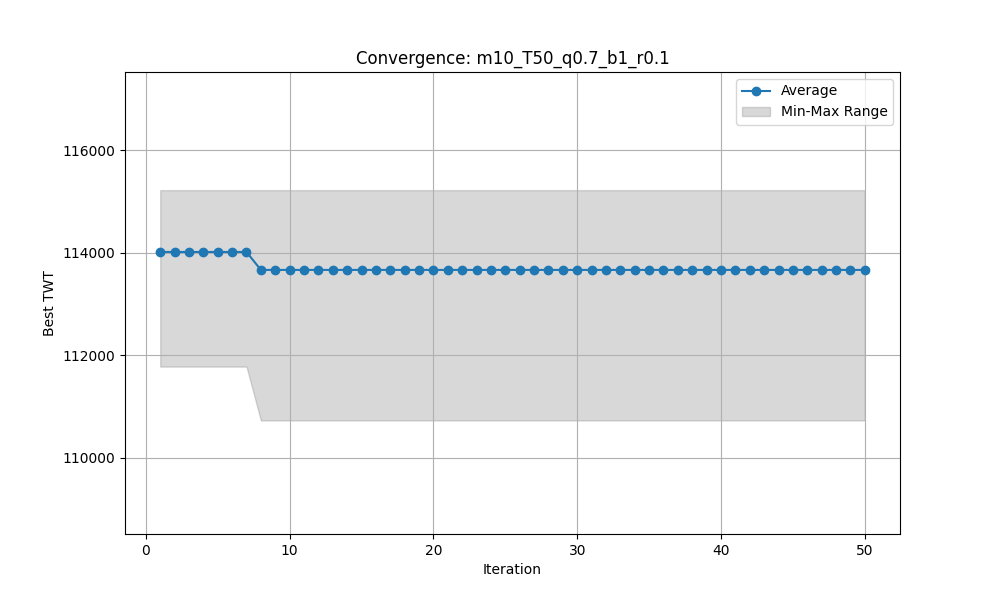 Convergence: m10_T50_q0.7_b1_r0.1
Average
Min-Max Range
116000
114000
112000
110000
Best TWT
0 10 20 30 40 50
Iteration